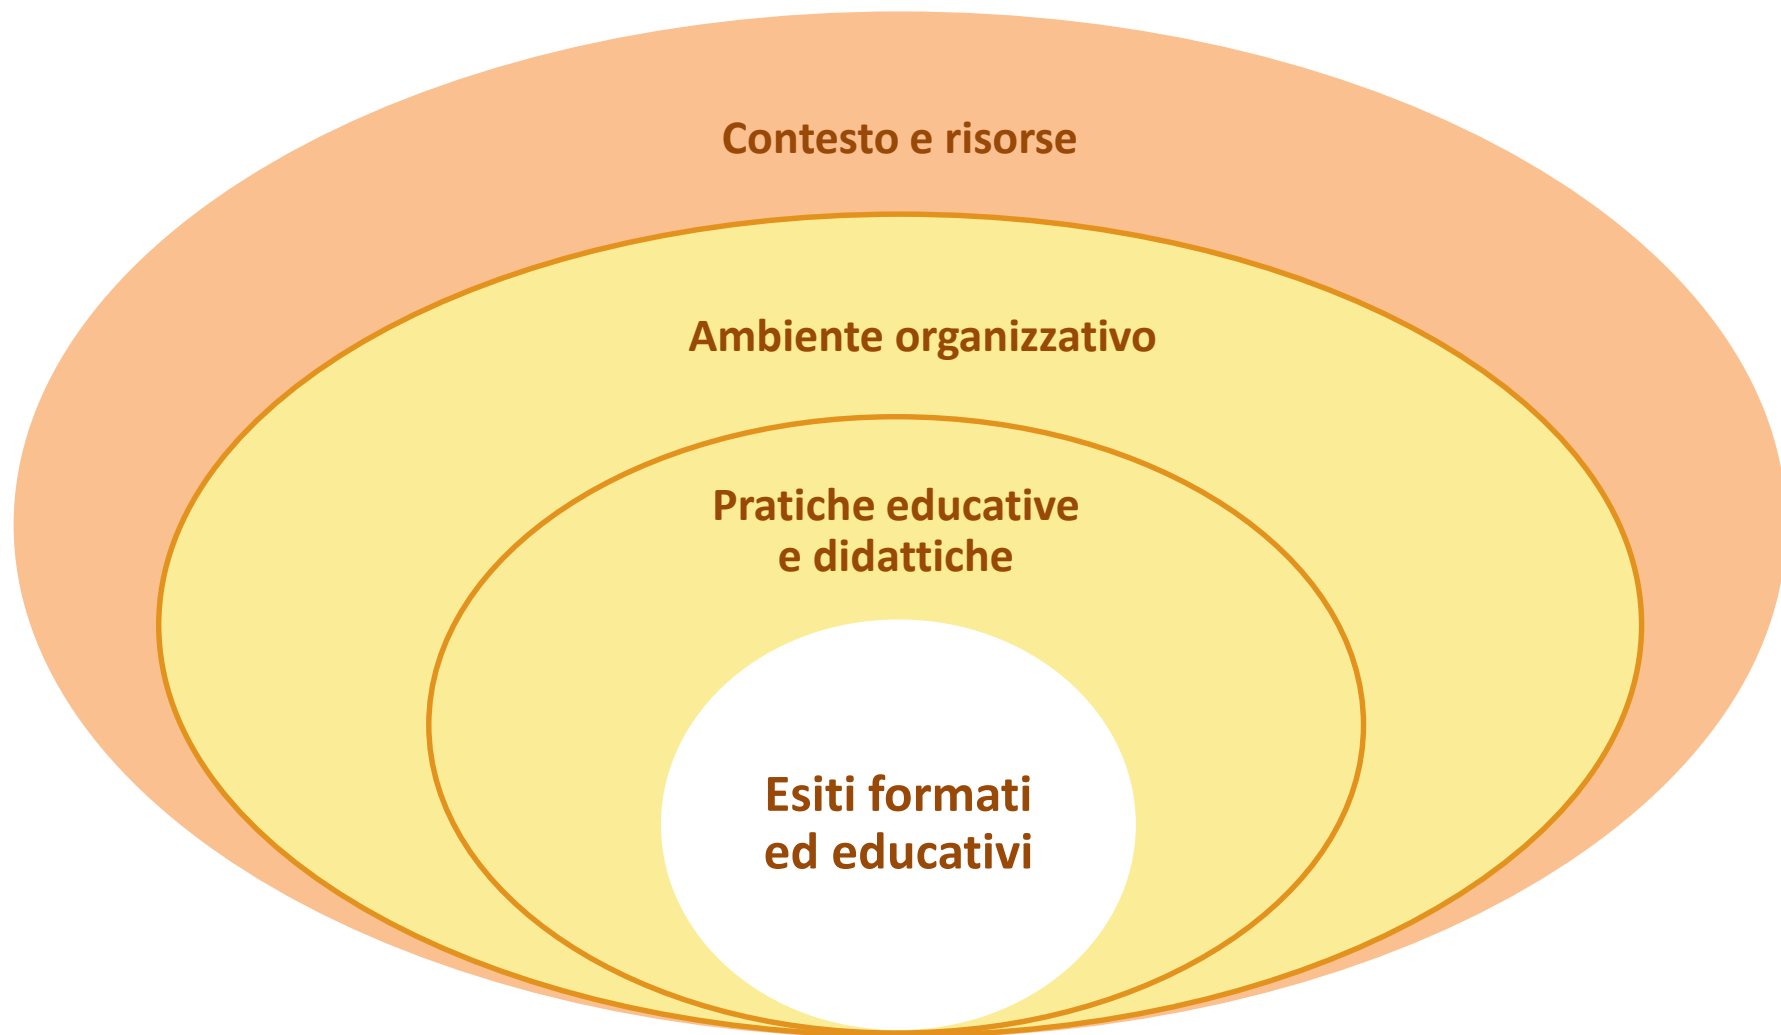 Contesto e risorse
Ambiente organizzativo
Pratiche educative
e didattiche
Esiti formati
ed educativi